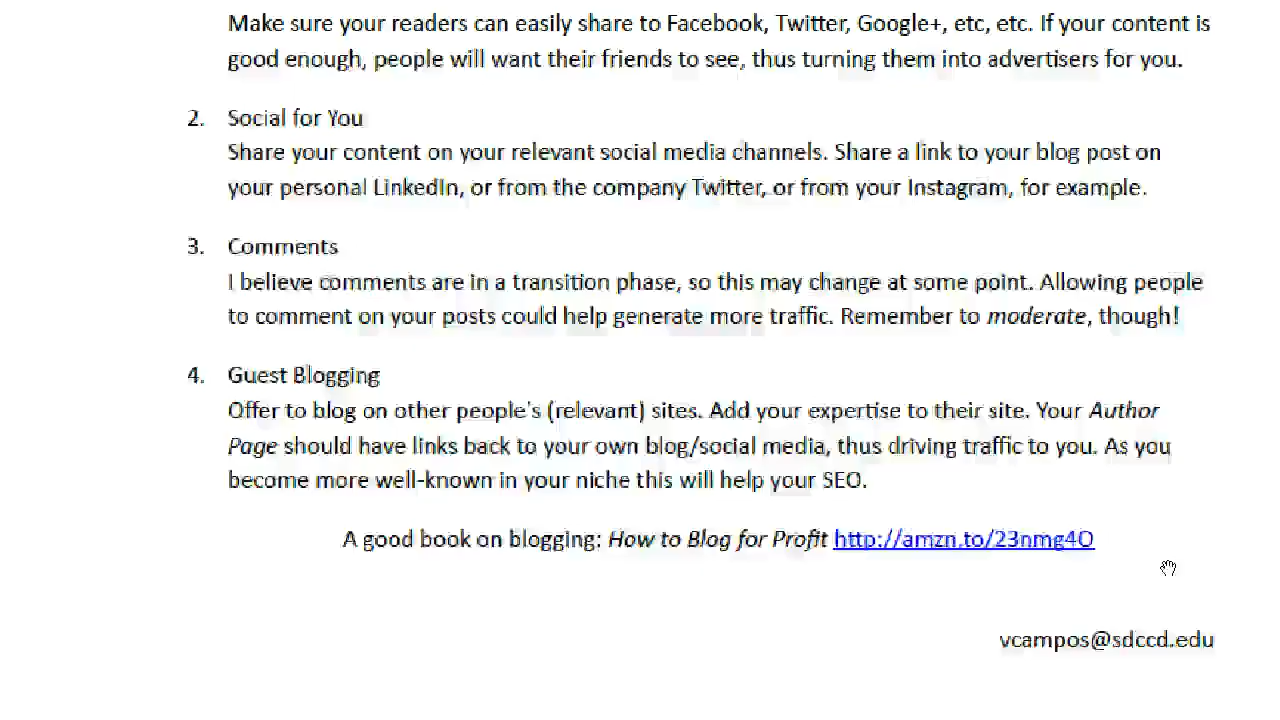 Make sure your readers can easily share to Facebook, Twitter, Google+, etc, etc. If your content is
good enough, people will want their friends to see, thus turning them into advertisers for you.
2. Social for You
Share your content on your relevant social media channels. Share a link to your blog post on
your personal LinkedIn, or from the company Twitter, or from your Instagram, for example.
3. Comments
I believe comments are in a transition phase, so this may change at some point. Allowing people
to comment on your posts could help generate more traffic. Remember to moderate, though!
4. Guest Blogging
Offer to blog on other people's (relevant) sites. Add your expertise to their site. Your Author
Page should have links back to your own blog/social media, thus driving traffic to you. As you
become more well-known in your niche this will help your SEO.
A good book on blogging: How to Blog for Profit http://amzn.to/23nmg4O
vcampos@sdccd.edu